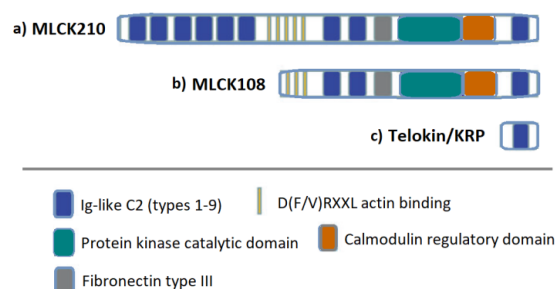 a) MLCK210
b) MLCK108
c) Telokin/KRP
Ig-like C2 (types 1-9)
D(F/V)RXXL actin binding
Protein kinase catalytic domain
Calmodulin regulatory domain
Fibronectin type III